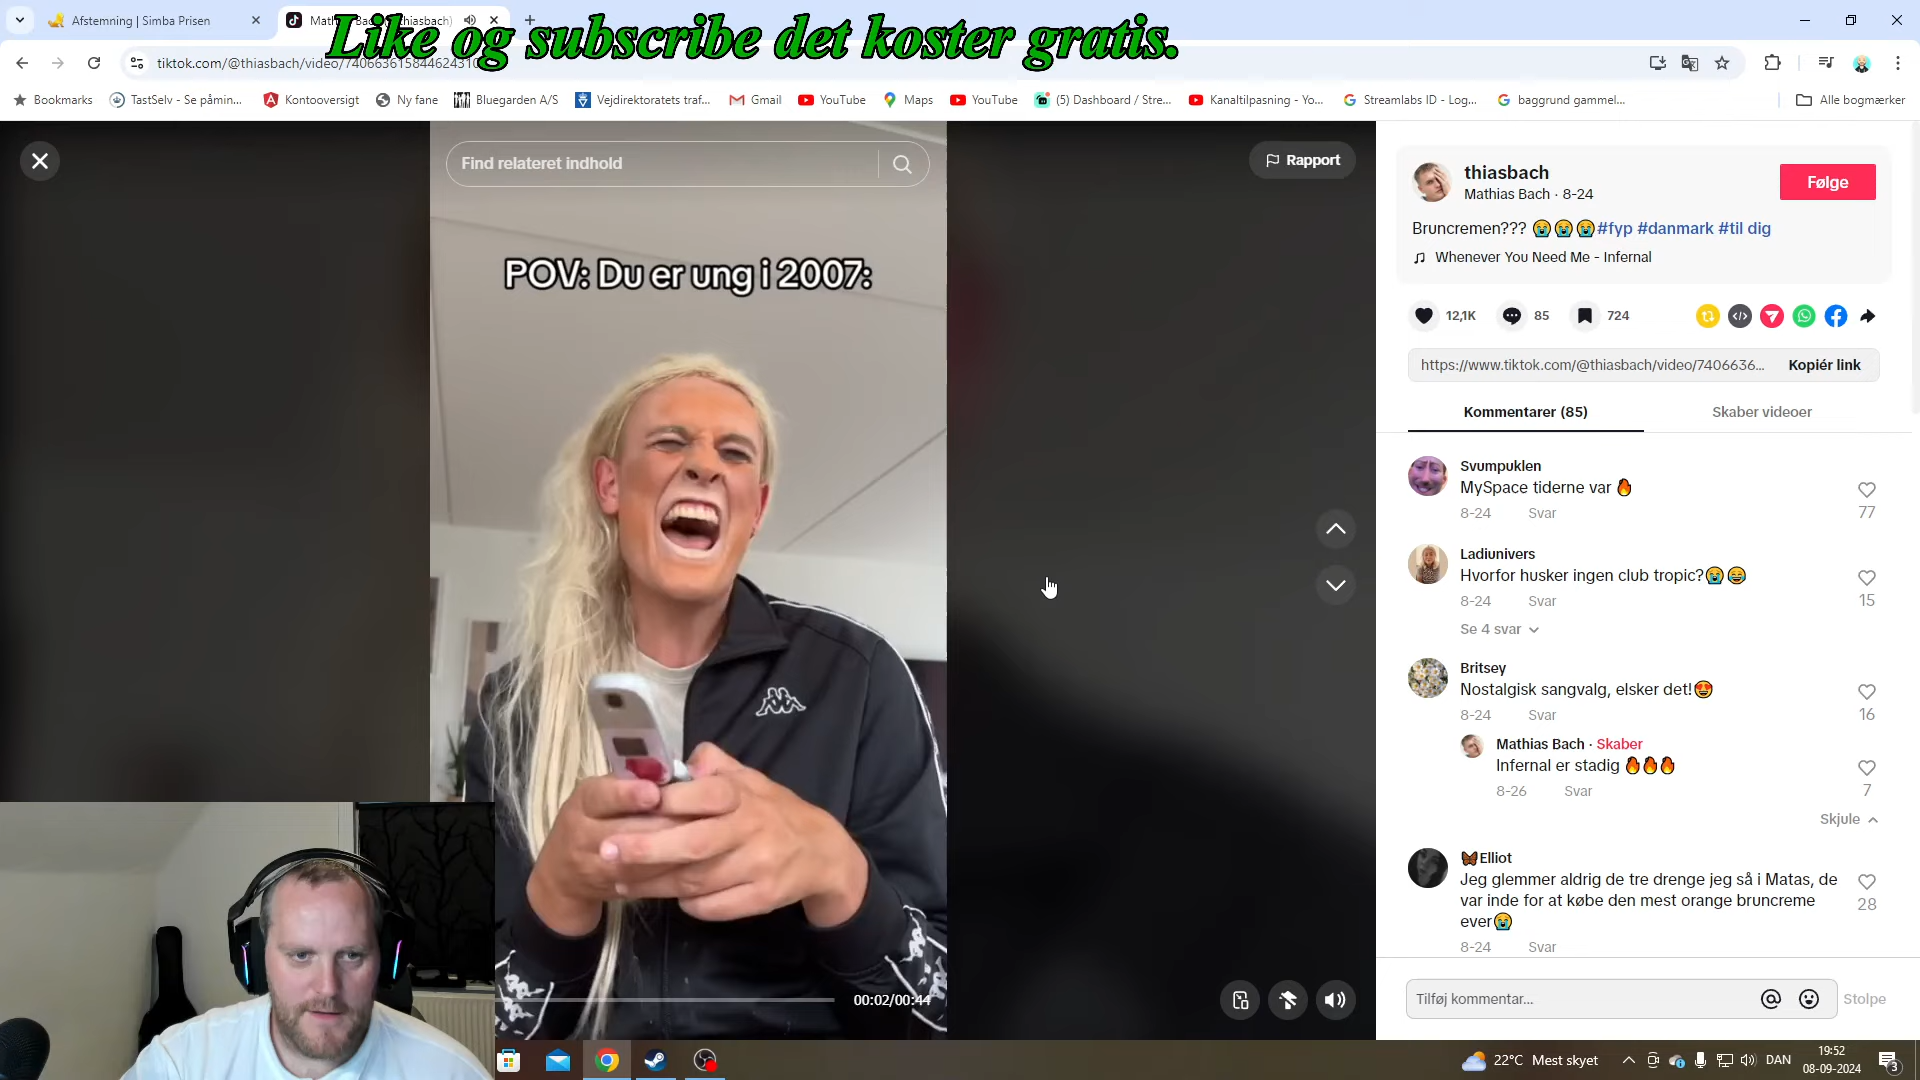 Afstemning | Simba Prisen
Like og subscribe det koster gratis.
tiktok.com/@thiasbach/video/74066361584462431
Bookmarks
TastSelv - Se påmin...
Kontooversigt
Ny fane
Bluegarden A/S
Vejdirektoratets traf...
Gmail
YouTube
Maps
YouTube
(5) Dashboard / Stre...
Kanaltilpasning - Yo...
Streamlabs ID - Log...
baggrund gammel...
Alle bogmærker
Find relateret indhold
Rapport
POV: Du er ung i 2007:
00:02/00:44
thiasbach
Mathias Bach · 8-24
Følge
Bruncremen??? 😭😭😭#fyp #danmark #til dig
Whenever You Need Me - Infernal
12,1K
85
724
https://www.tiktok.com/@thiasbach/video/7406636...
Kopiér link
Kommentarer (85)
Skaber videoer
Svumpuklen
MySpace tiderne var 🔥
8-24 Svar
77
Ladiunivers
Hvorfor husker ingen club tropic?😭😂
8-24 Svar
15
Se 4 svar
Britsey
Nostalgisk sangvalg, elsker det!😍
8-24 Svar
16
Mathias Bach · Skaber
Infernal er stadig 🔥🔥🔥
8-26 Svar
7
Skjule
🦋Elliot
Jeg glemmer aldrig de tre drenge jeg så i Matas, de
var inde for at købe den mest orange bruncreme
ever😭
28
8-24 Svar
Tilføj kommentar...
Stolpe
22°C Mest skyet
DAN
19:52
08-09-2024
3